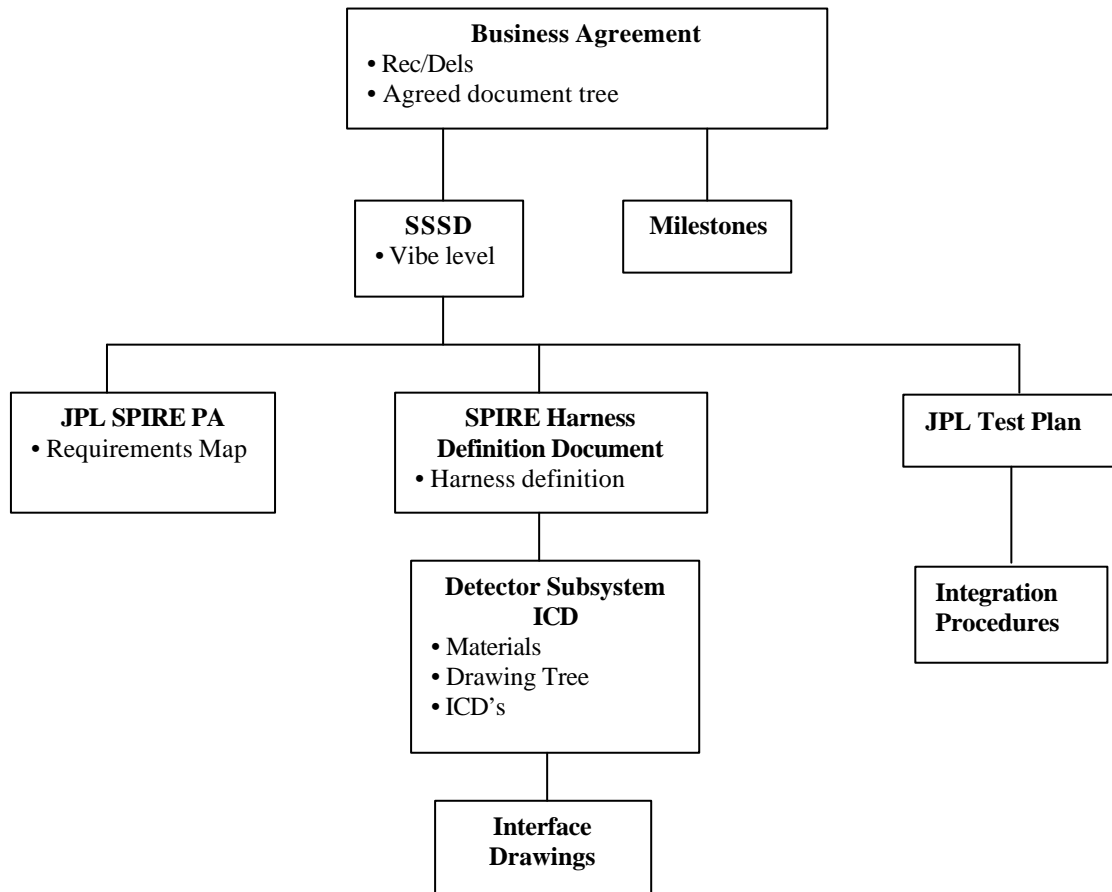 Business Agreement
• Rec/Dels
• Agreed document tree
SSSD
• Vibe level
Milestones
JPL SPIRE PA
• Requirements Map
SPIRE Harness
Definition Document
• Harness definition
JPL Test Plan
Detector Subsystem
ICD
• Materials
• Drawing Tree
• ICD’s
Integration
Procedures
Interface
Drawings